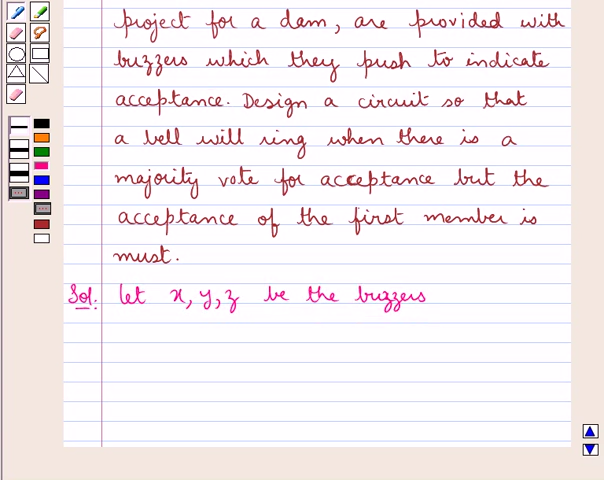 project for a dam, are provided with
buzzers which they push to indicate
acceptance. Design a circuit so that
a bell will ring when there is a
majority vote for acceptance but the
acceptance of the first member is
must.
Sol. let x, y, z be the buzzers